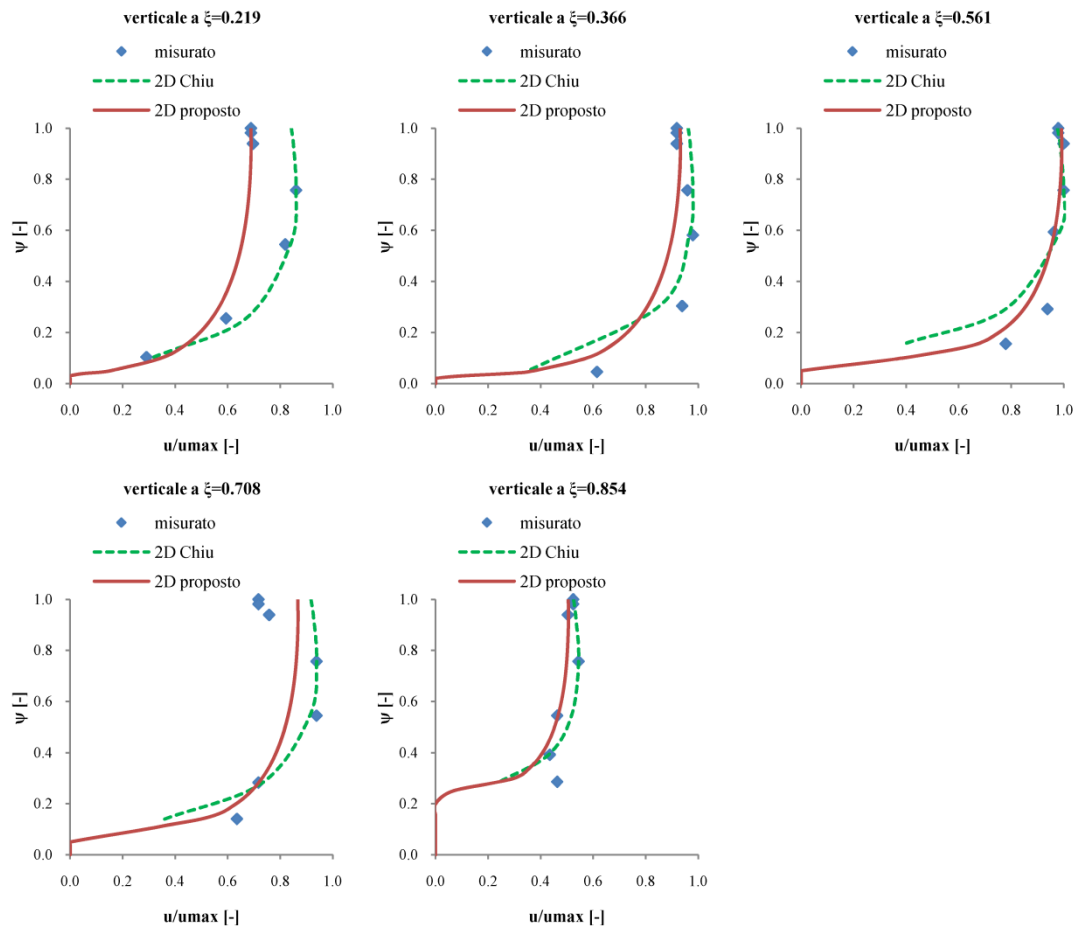 verticale a ξ=0.219
misurato
2D Chiu
2D proposto
1.0
0.8
0.6
0.4
0.2
0.0
ψ [-]
0.0 0.2 0.4 0.6 0.8 1.0
u/umax [-]
verticale a ξ=0.366
misurato
2D Chiu
2D proposto
1.0
0.8
0.6
0.4
0.2
0.0
ψ [-]
0.0 0.2 0.4 0.6 0.8 1.0
u/umax [-]
verticale a ξ=0.561
misurato
2D Chiu
2D proposto
1.0
0.8
0.6
0.4
0.2
0.0
ψ [-]
0.0 0.2 0.4 0.6 0.8 1.0
u/umax [-]
verticale a ξ=0.708
misurato
2D Chiu
2D proposto
1.0
0.8
0.6
0.4
0.2
0.0
ψ [-]
0.0 0.2 0.4 0.6 0.8 1.0
u/umax [-]
verticale a ξ=0.854
misurato
2D Chiu
2D proposto
1.0
0.8
0.6
0.4
0.2
0.0
ψ [-]
0.0 0.2 0.4 0.6 0.8 1.0
u/umax [-]